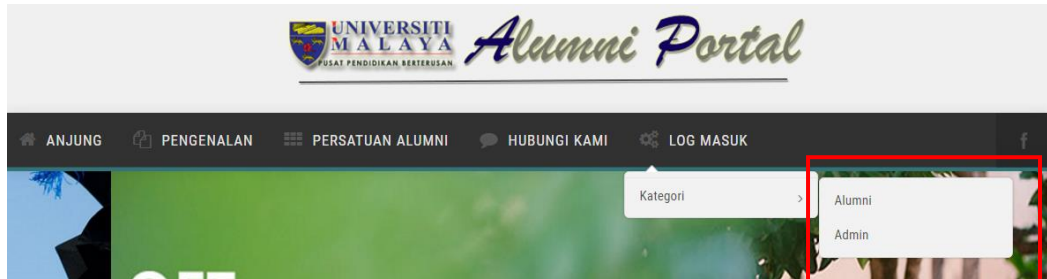 UNIVERSITI
MALAYA
PUSAT PENDIDIKAN BERTERUSAN
Alumni Portal
ANJUNG PENGENALAN PERSATUAN ALUMNI HUBUNGI KAMI LOG MASUK f
Kategori >
Alumni
Admin